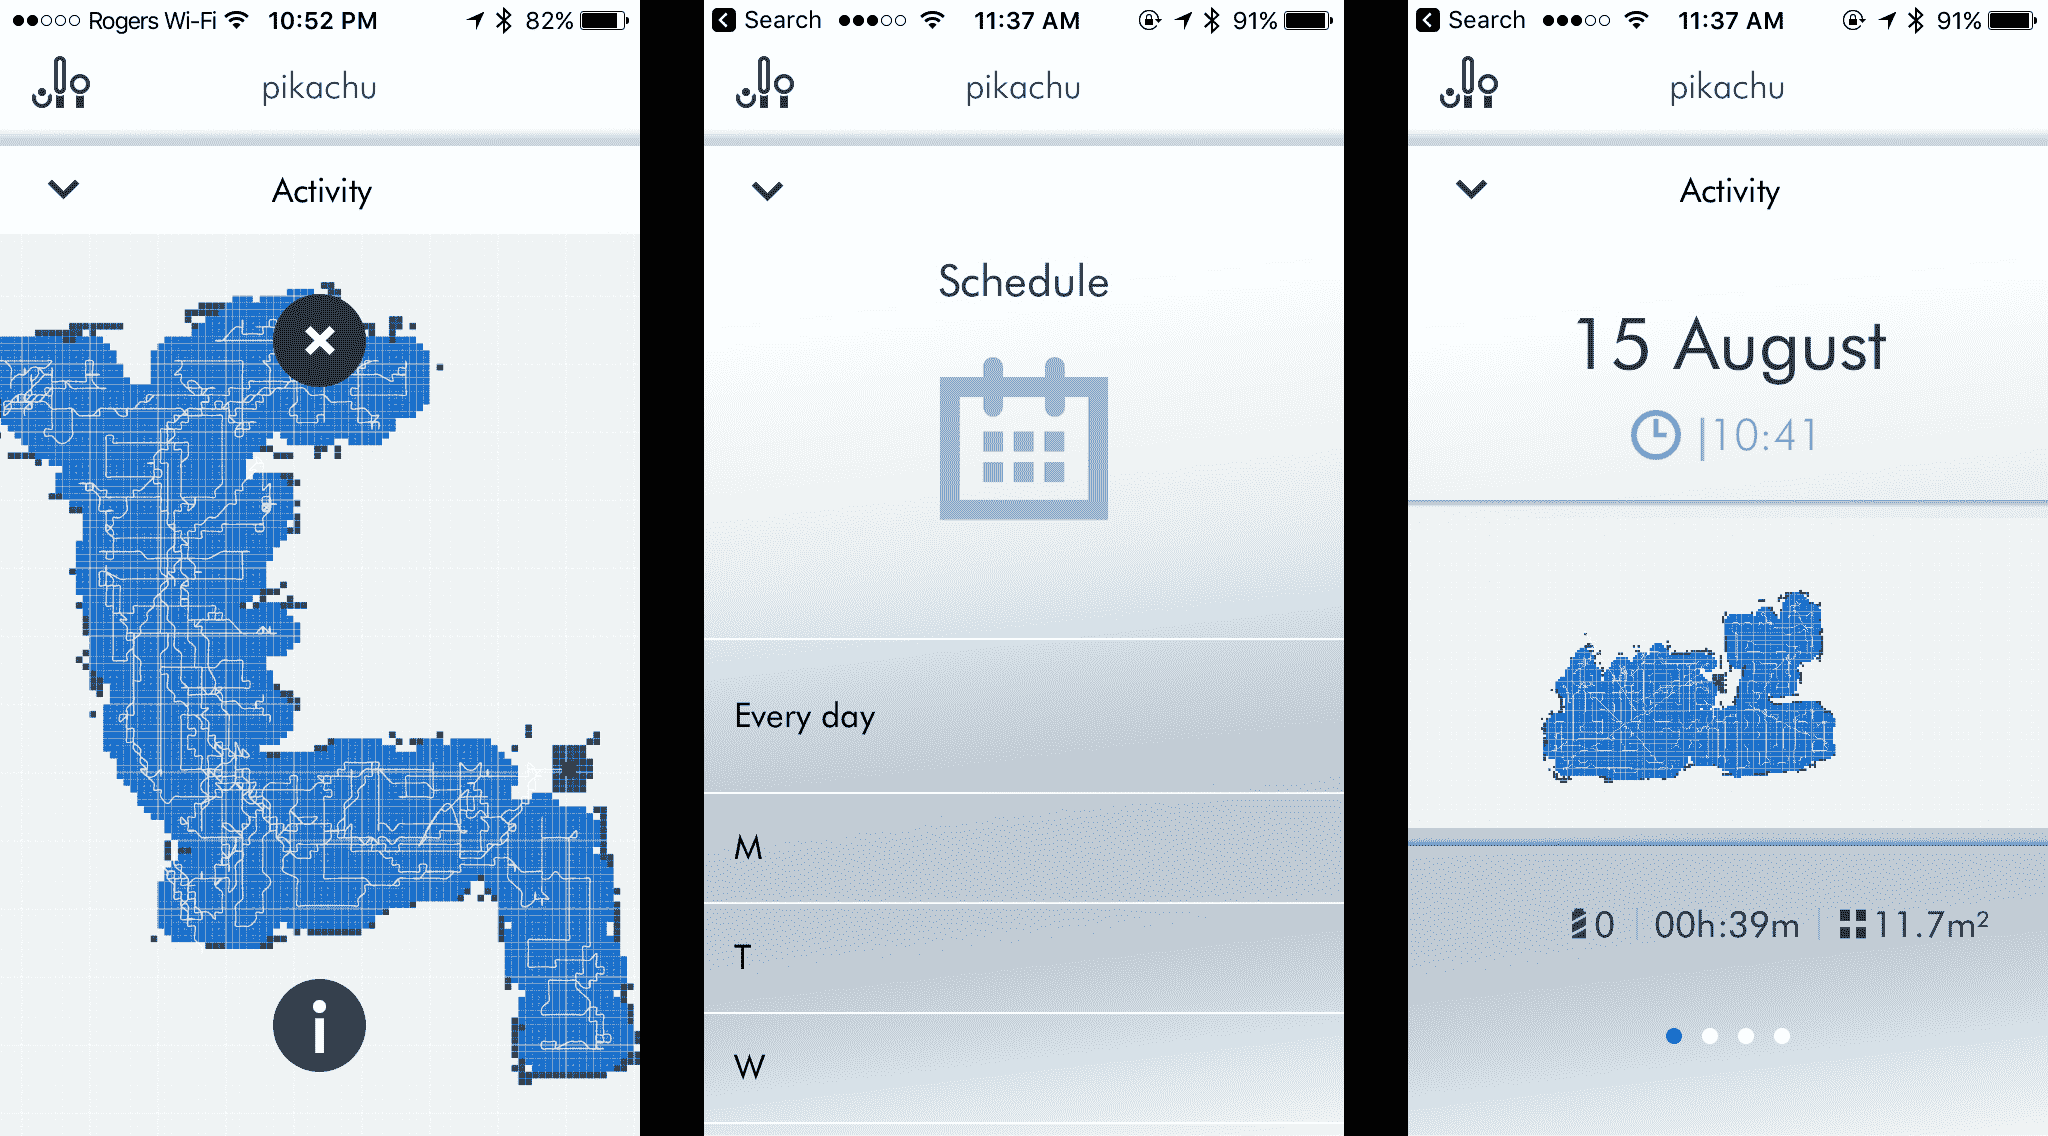 Rogers Wi-Fi 10:52 PM 82%
pikachu
Activity
i
Search 11:37 AM 91%
pikachu
Schedule
Every day
M
T
W
Search 11:37 AM 91%
pikachu
Activity
15 August
|10:41
0 | 00h:39m | 11.7m²